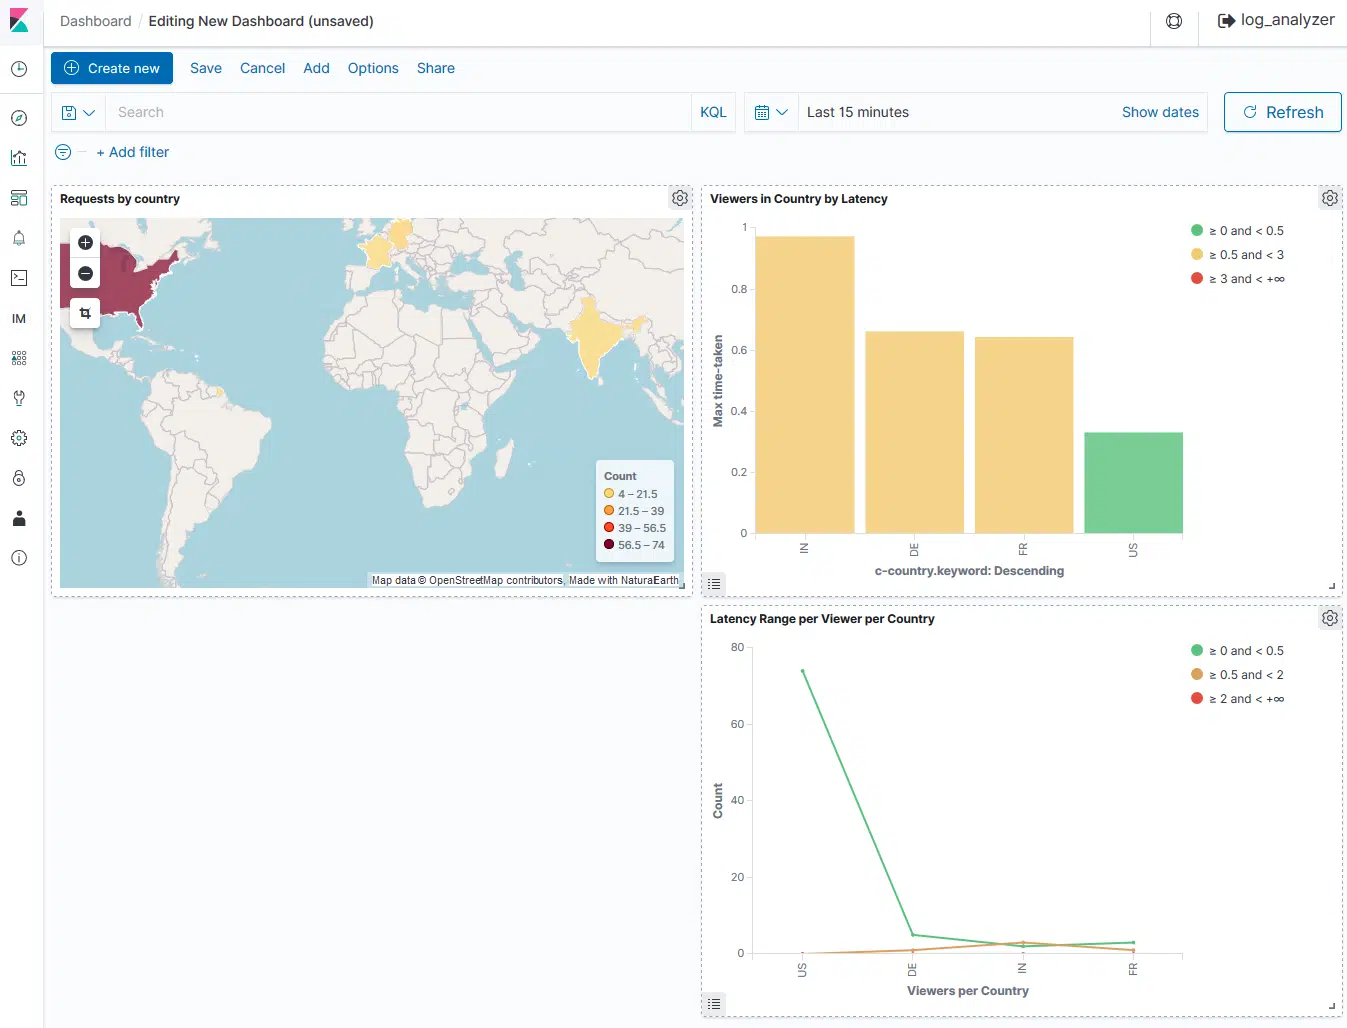 Dashboard / Editing New Dashboard (unsaved)
log_analyzer
Create new Save Cancel Add Options Share
Search KQL Last 15 minutes Show dates Refresh
+ Add filter
IM
Requests by country
Count
4 – 21.5
21.5 – 39
39 – 56.5
56.5 – 74
Map data © OpenStreetMap contributors, Made with NaturalEarth
Viewers in Country by Latency
≥ 0 and < 0.5
≥ 0.5 and < 3
≥ 3 and < +∞
Max time-taken
1
0.8
0.6
0.4
0.2
0
IN DE FR US
c-country.keyword: Descending
Latency Range per Viewer per Country
≥ 0 and < 0.5
≥ 0.5 and < 2
≥ 2 and < +∞
Count
80
60
40
20
0
US DE IN FR
Viewers per Country